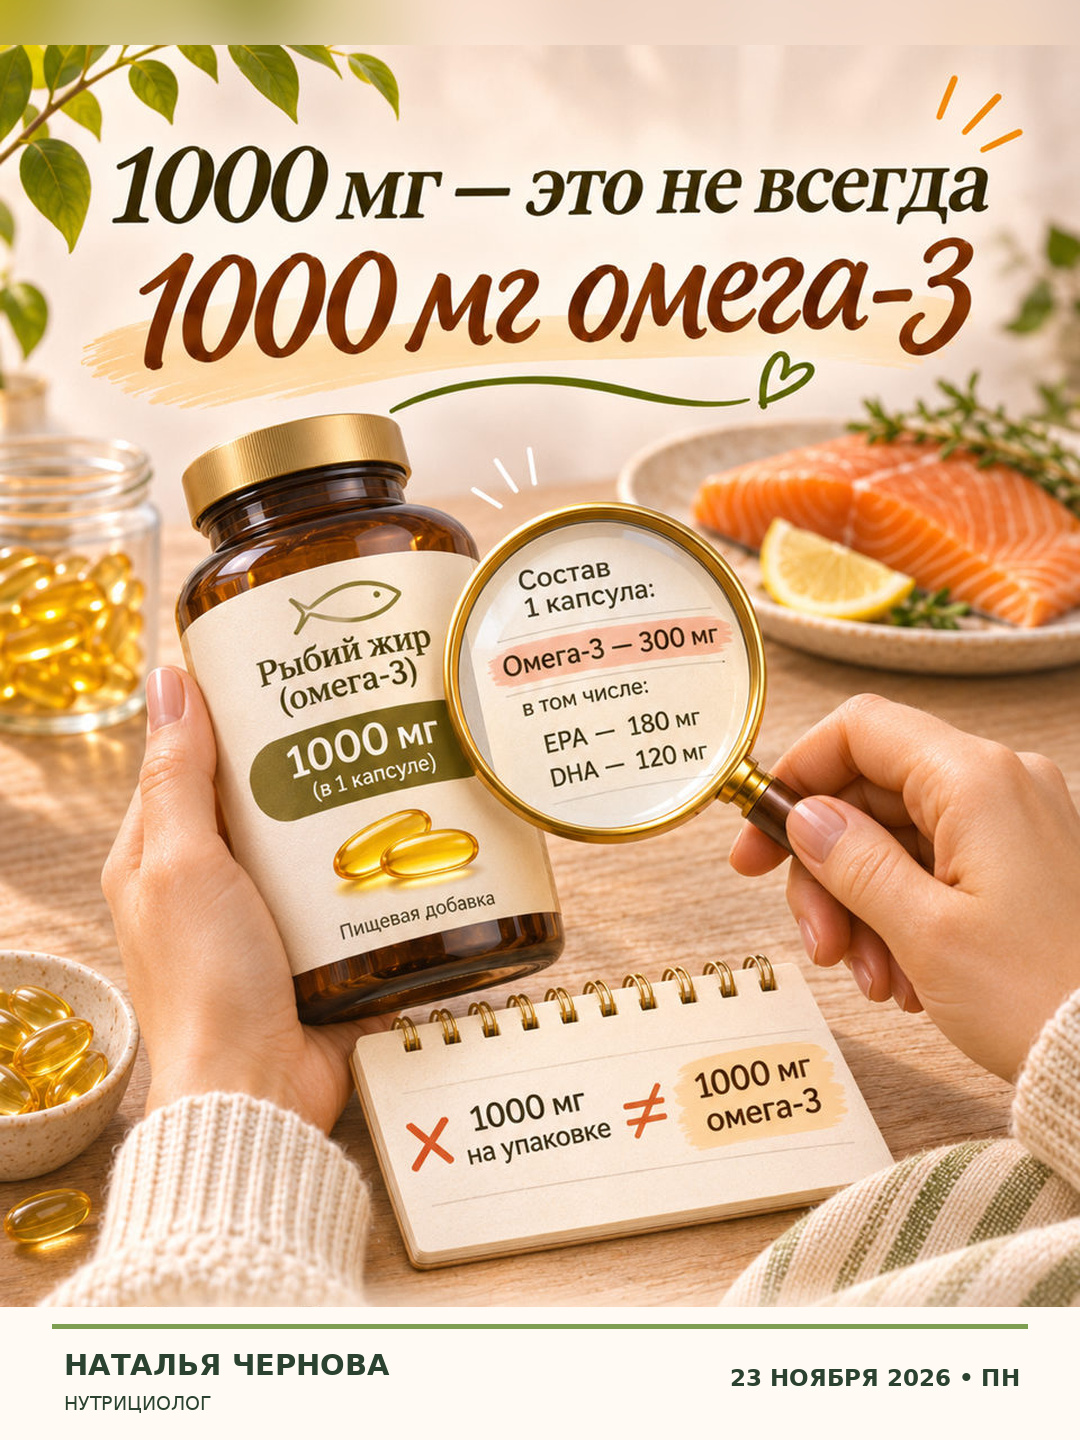 1000 мг – это не всегда
1000 мг омега-3
Рыбий жир
(омега-3)
1000 мг
(в 1 капсуле)
Пищевая добавка
Состав
1 капсула:
Омега-3 – 300 мг
в том числе:
EPA – 180 мг
DHA – 120 мг
1000 мг
на упаковке
≠
1000 мг
омега-3
НАТАЛЬЯ ЧЕРНОВА
НУТРИЦИОЛОГ
23 НОЯБРЯ 2026 • ПН